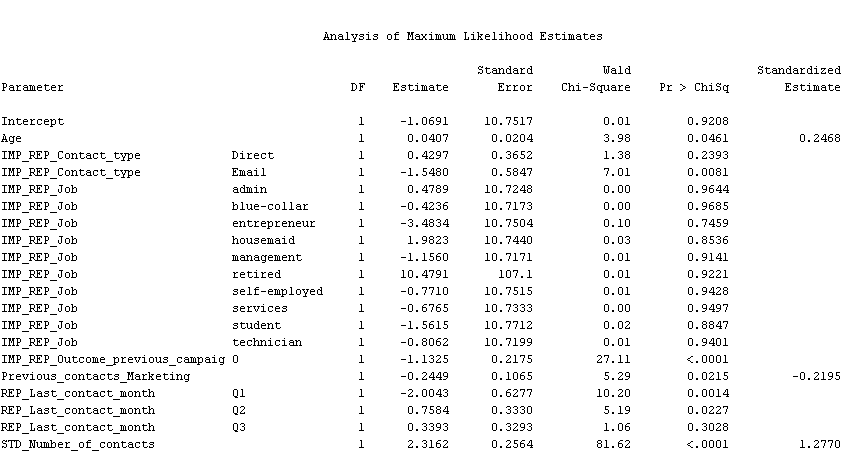 Analysis of Maximum Likelihood Estimates
Standard Wald Standardized
Parameter DF Estimate Error Chi-Square Pr > ChiSq Estimate
Intercept 1 -1.0691 10.7517 0.01 0.9208
Age 1 0.0407 0.0204 3.98 0.0461 0.2468
IMP_REP_Contact_type Direct 1 0.4297 0.3652 1.38 0.2393
IMP_REP_Contact_type Email 1 -1.5480 0.5847 7.01 0.0081
IMP_REP_Job admin 1 0.4789 10.7248 0.00 0.9644
IMP_REP_Job blue-collar 1 -0.4236 10.7173 0.00 0.9685
IMP_REP_Job entrepreneur 1 -3.4834 10.7504 0.10 0.7459
IMP_REP_Job housemaid 1 1.9823 10.7440 0.03 0.8536
IMP_REP_Job management 1 -1.1560 10.7171 0.01 0.9141
IMP_REP_Job retired 1 10.4791 107.1 0.01 0.9221
IMP_REP_Job self-employed 1 -0.7710 10.7515 0.01 0.9428
IMP_REP_Job services 1 -0.6765 10.7333 0.00 0.9497
IMP_REP_Job student 1 -1.5615 10.7712 0.02 0.8847
IMP_REP_Job technician 1 -0.8062 10.7199 0.01 0.9401
IMP_REP_Outcome_previous_campaig 0 1 -1.1325 0.2175 27.11 <.0001
Previous_contacts_Marketing 1 -0.2449 0.1065 5.29 0.0215 -0.2195
REP_Last_contact_month Q1 1 -2.0043 0.6277 10.20 0.0014
REP_Last_contact_month Q2 1 0.7584 0.3330 5.19 0.0227
REP_Last_contact_month Q3 1 0.3393 0.3293 1.06 0.3028
STD_Number_of_contacts 1 2.3162 0.2564 81.62 <.0001 1.2770